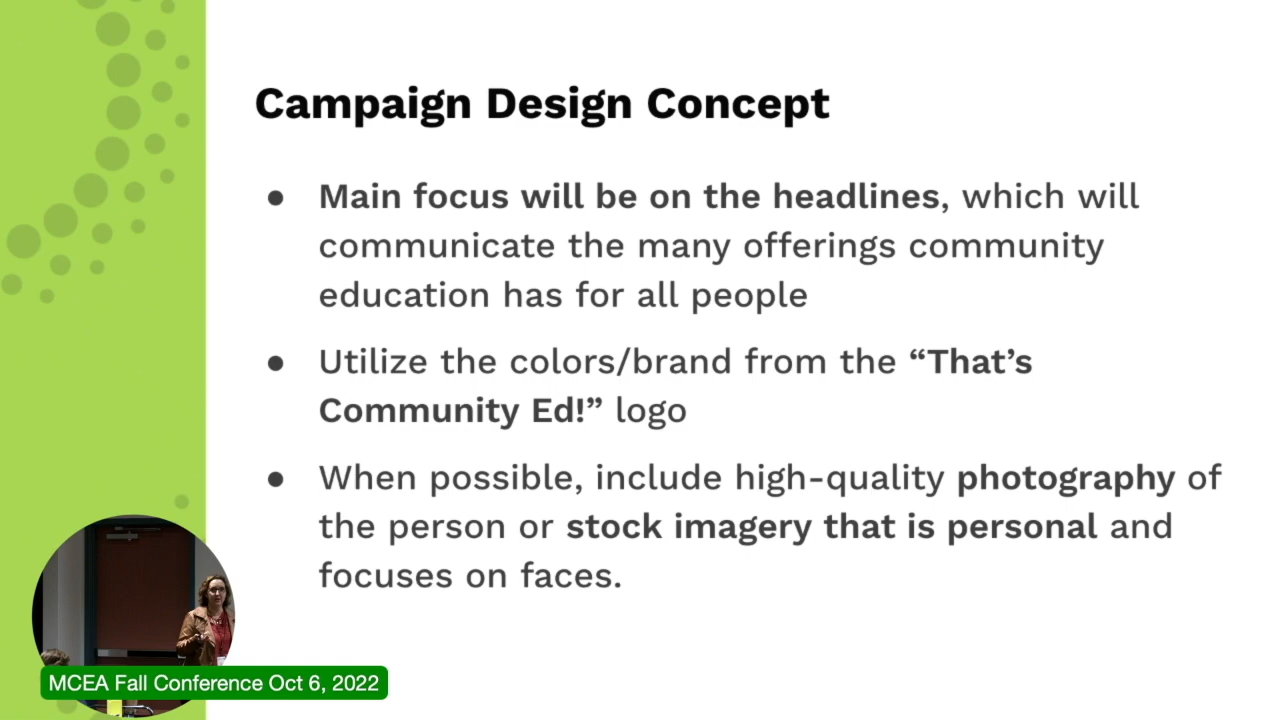 Campaign Design Concept
● Main focus will be on the headlines, which will
communicate the many offerings community
education has for all people
● Utilize the colors/brand from the “That’s
Community Ed!” logo
● When possible, include high-quality photography of
the person or stock imagery that is personal and
focuses on faces.
MCEA Fall Conference Oct 6, 2022